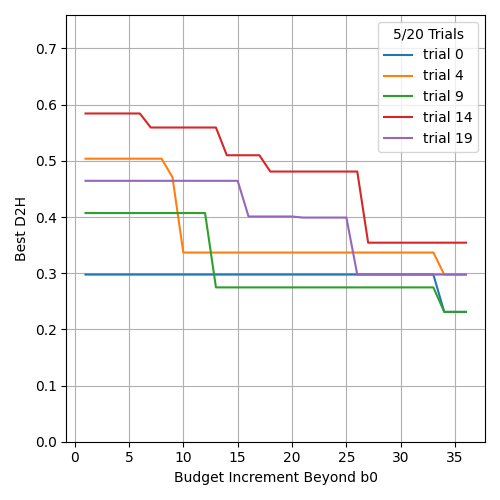 5/20 Trials
trial 0
trial 4
trial 9
trial 14
trial 19
Best D2H
0.7
0.6
0.5
0.4
0.3
0.2
0.1
0.0
0 5 10 15 20 25 30 35
Budget Increment Beyond b0